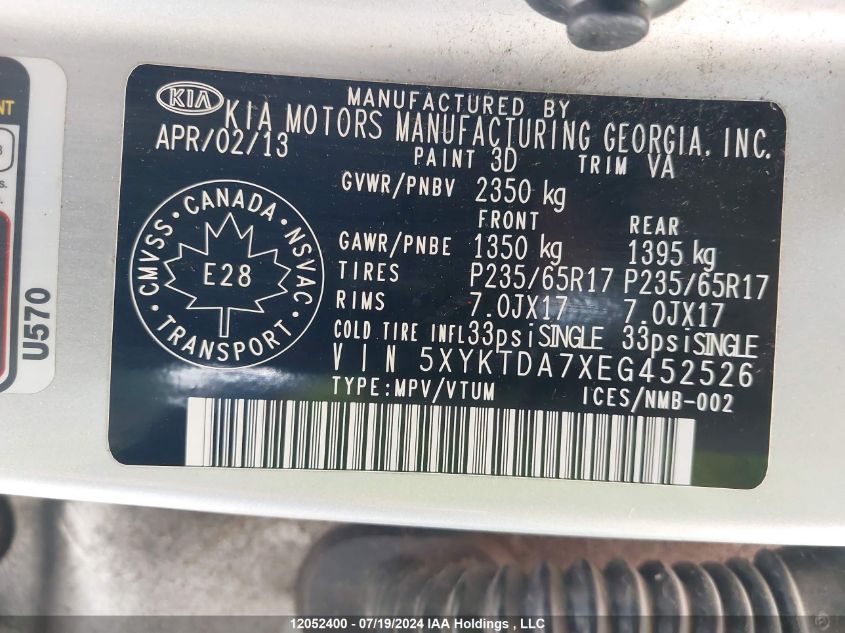 KIA
MANUFACTURED BY
KIA MOTORS MANUFACTURING GEORGIA, INC.
APR/02/13
PAINT 3D TRIM VA
GVWR/PNBV 2350 kg
FRONT REAR
GAWR/PNBE 1350 kg 1395 kg
TIRES P235/65R17 P235/65R17
RIMS 7.0JX17 7.0JX17
COLD TIRE INFL 33psi SINGLE 33psi SINGLE
VIN 5XYKTDA7XEG452526
TYPE:MPV/VTUM ICES/NMB-002
CMVSS · CANADA · NSVAC · TRANSPORT ·
E28
U570
12052400 - 07/19/2024 IAA Holdings , LLC